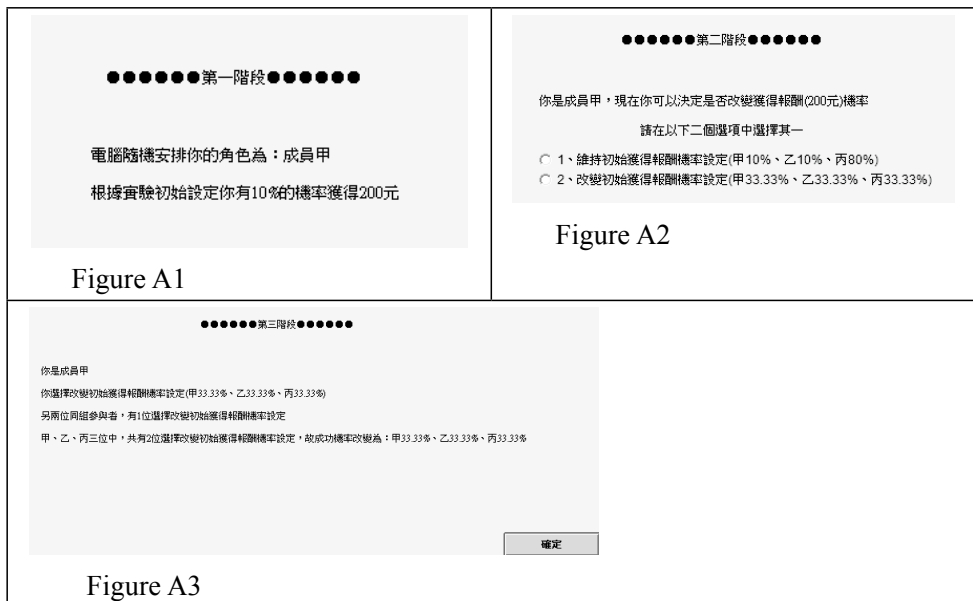 ●●●●●●第一階段●●●●●●
電腦隨機安排你的角色為：成員甲
根據實驗初始設定你有10%的機率獲得200元
Figure A1
●●●●●●第二階段●●●●●●
你是成員甲，現在你可以決定是否改變獲得報酬(200元)機率
請在以下二個選項中選擇其一
1、維持初始獲得報酬機率設定(甲10%、乙10%、丙80%)
2、改變初始獲得報酬機率設定(甲33.33%、乙33.33%、丙33.33%)
Figure A2
●●●●●●第三階段●●●●●●
你是成員甲
你選擇改變初始獲得報酬機率設定(甲33.33%、乙33.33%、丙33.33%)
另兩位同組參與者，有1位選擇改變初始獲得報酬機率設定
甲、乙、丙三位中，共有2位選擇改變初始獲得報酬機率設定，故成功機率改變為：甲33.33%、乙33.33%、丙33.33%
確定
Figure A3